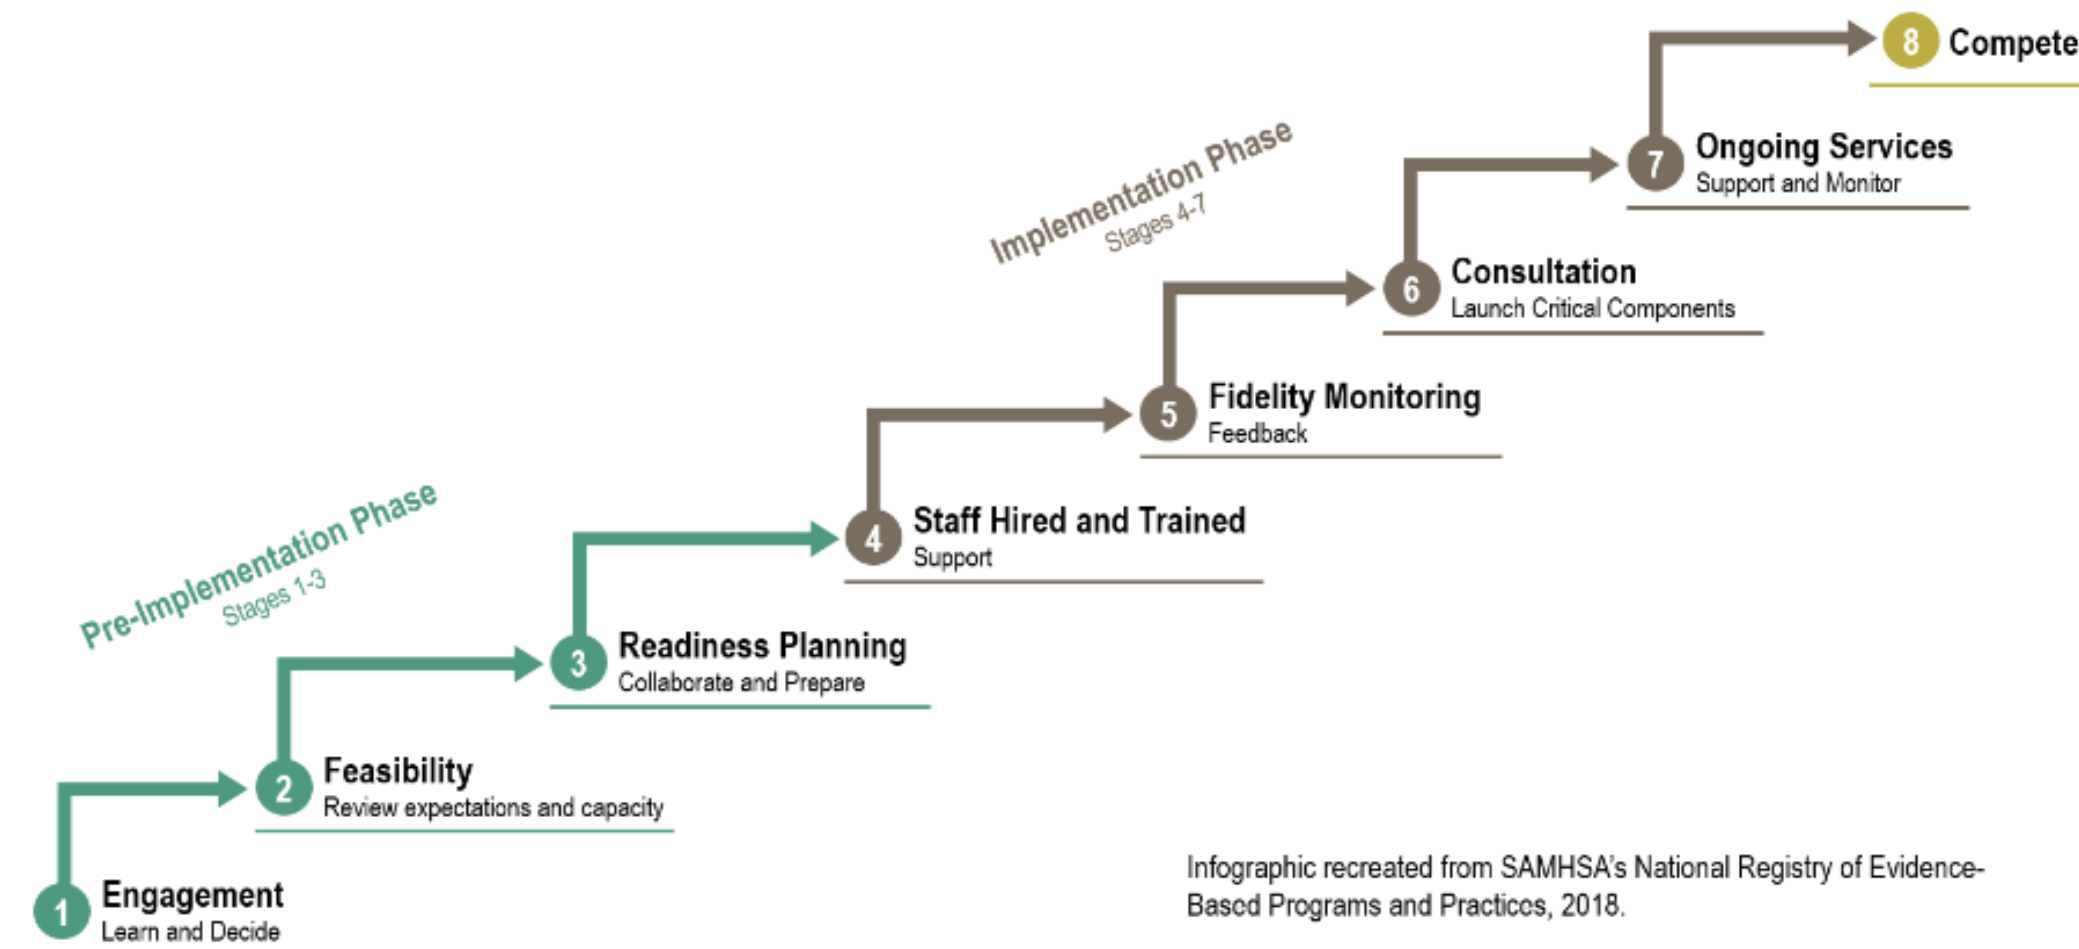 8 Compete
7 Ongoing Services
Support and Monitor
Implementation Phase
Stages 4-7
6 Consultation
Launch Critical Components
5 Fidelity Monitoring
Feedback
4 Staff Hired and Trained
Support
Pre-Implementation Phase
Stages 1-3
3 Readiness Planning
Collaborate and Prepare
2 Feasibility
Review expectations and capacity
1 Engagement
Learn and Decide
Infographic recreated from SAMHSA's National Registry of Evidence-
Based Programs and Practices, 2018.